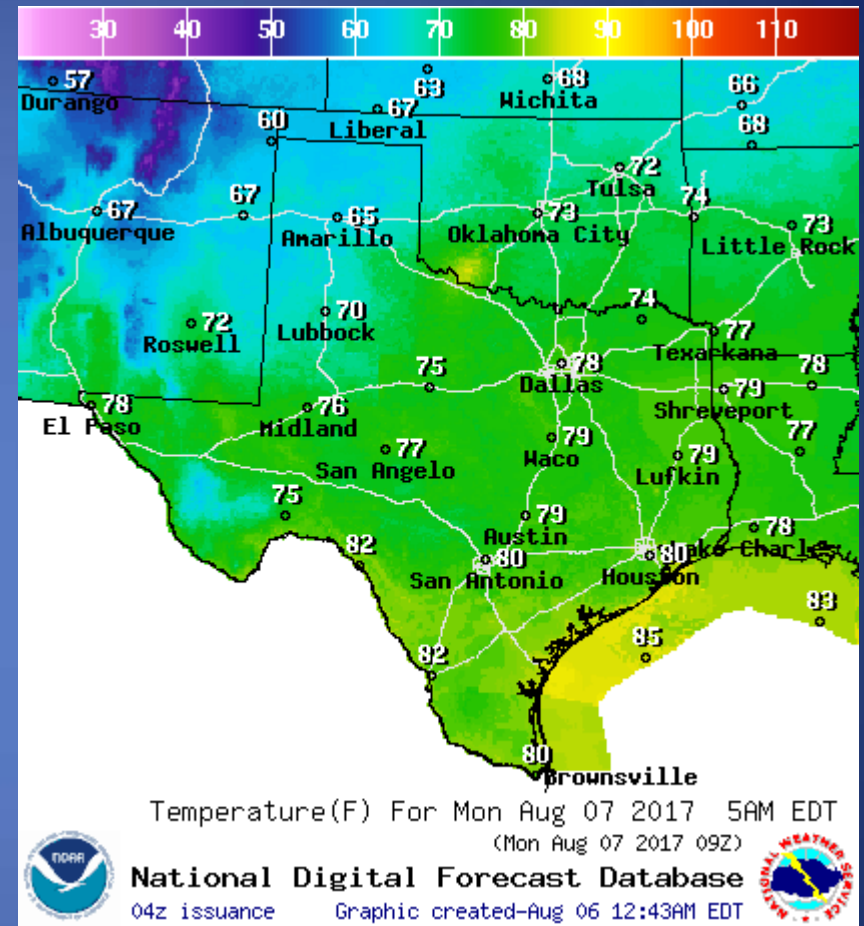 30 40 50 60 70 80 90 100 110
57 63 68 66
Durango Wichita
67
Liberal
60 68
72
Tulsa
67 67 65 73 74 73
Albuquerque Amarillo Oklahoma City Little Rock
72 70 74 77
Roswell Lubbock Texarkana
75 78 78
Dallas
78 76 79
El Paso Midland Shreveport
77 79 79 77
San Angelo Waco Lufkin
75 79 78
Austin
82 80 80 Lake Charles
San Antonio Houston
83
82 85
80
Brownsville
Temperature(F) For Mon Aug 07 2017 5AM EDT
(Mon Aug 07 2017 09Z)
NOAA
NATIONAL WEATHER SERVICE
National Digital Forecast Database
04z issuance Graphic created-Aug 06 12:43AM EDT